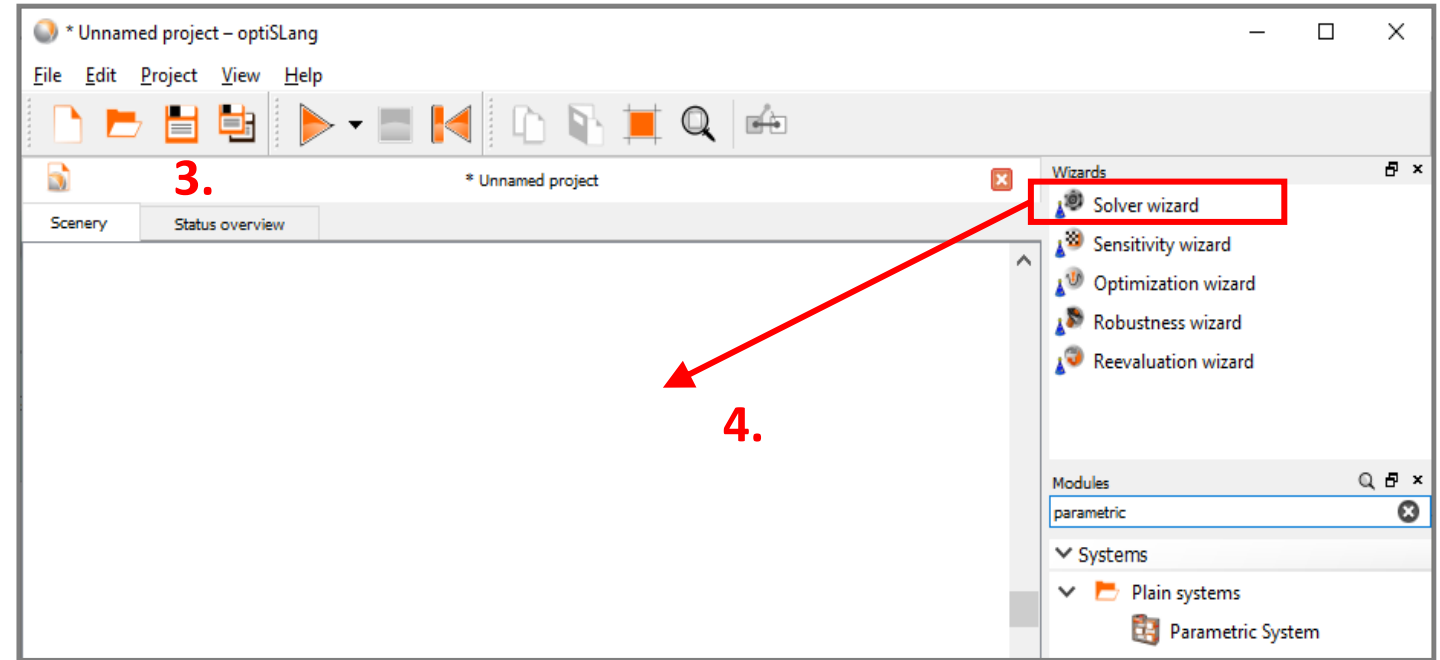 * Unnamed project – optiSLang
File Edit Project View Help
3.
* Unnamed project
Scenery Status overview
4.
Wizards
Solver wizard
Sensitivity wizard
Optimization wizard
Robustness wizard
Reevaluation wizard
Modules
parametric
Systems
Plain systems
Parametric System